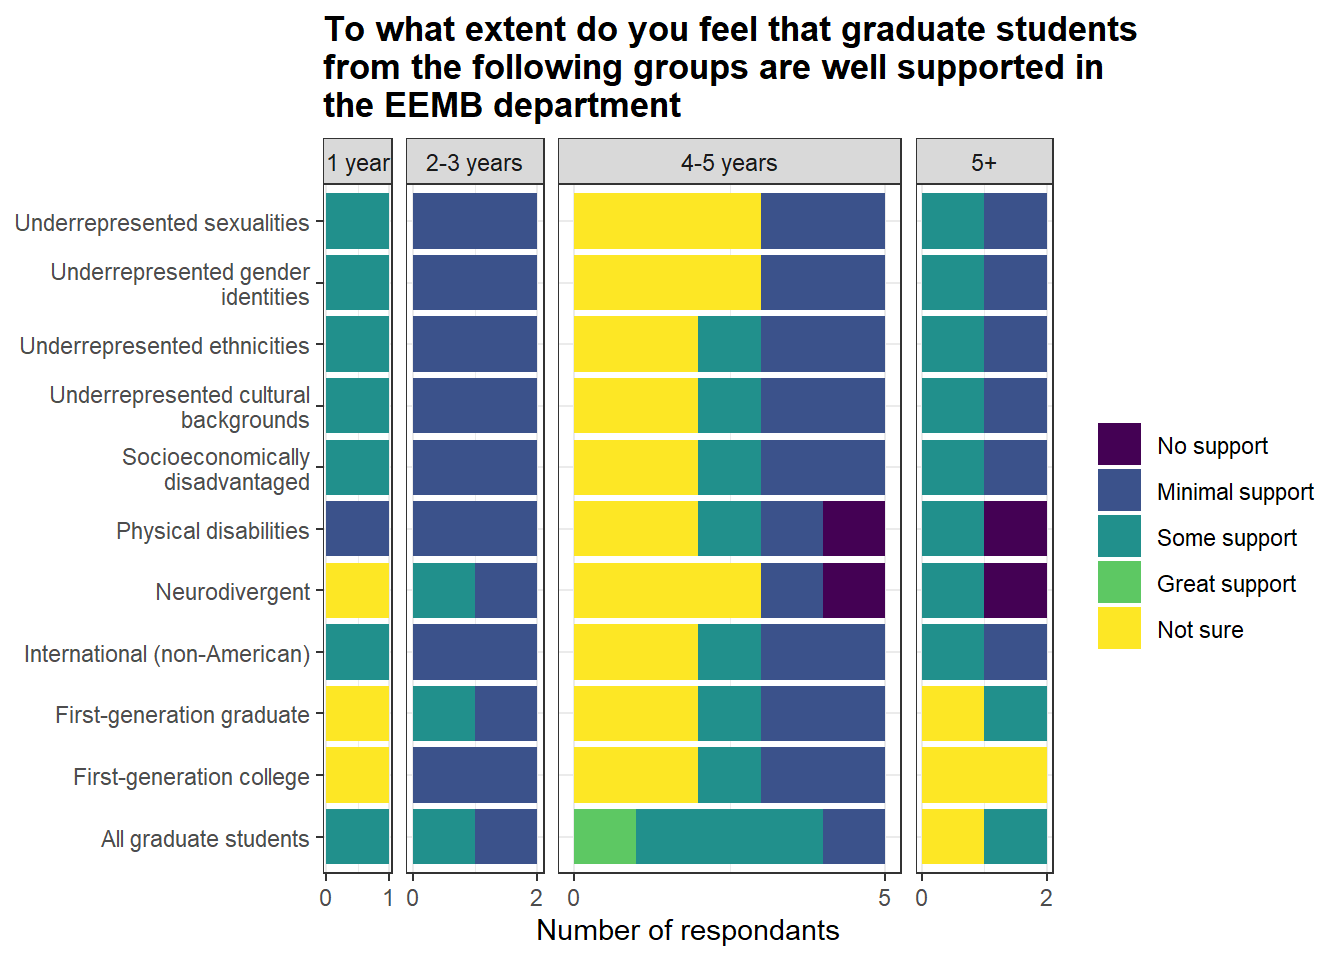 To what extent do you feel that graduate students
from the following groups are well supported in
the EEMB department
1 year
2-3 years
4-5 years
5+
Underrepresented sexualities
Underrepresented gender
identities
Underrepresented ethnicities
Underrepresented cultural
backgrounds
Socioeconomically
disadvantaged
Physical disabilities
Neurodivergent
International (non-American)
First-generation graduate
First-generation college
All graduate students
0 1 0 2 0 5 0 2
Number of respondants
No support
Minimal support
Some support
Great support
Not sure